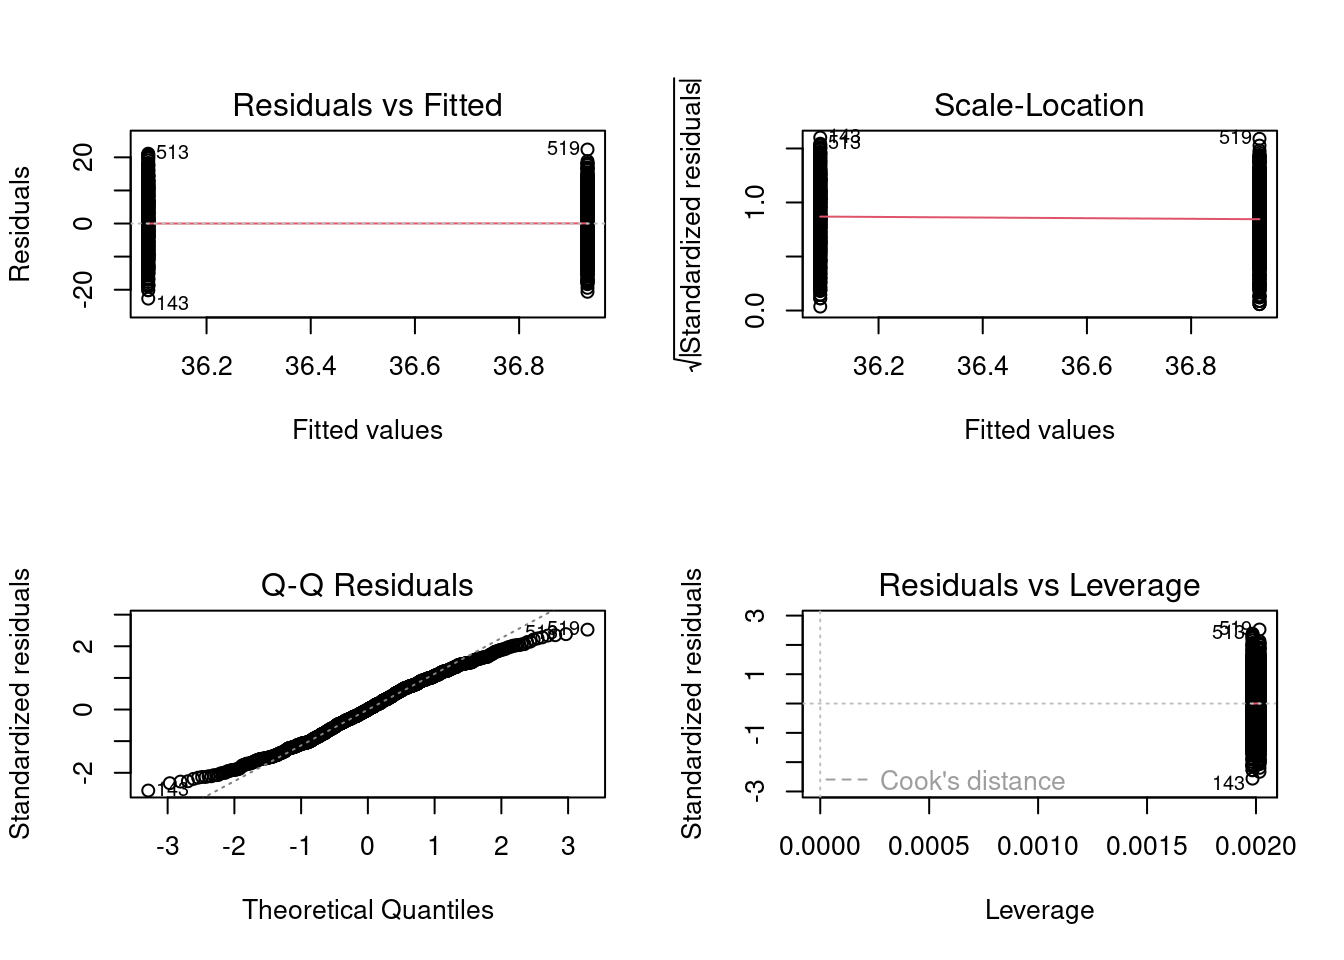 Residuals vs Fitted
Residuals
20
0
-20
513
519
143
36.2 36.4 36.6 36.8
Fitted values
Scale-Location
√|Standardized residuals|
1.0
0.0
143
513
519
36.2 36.4 36.6 36.8
Fitted values
Q-Q Residuals
Standardized residuals
2
0
-2
513
519
143
-3 -2 -1 0 1 2 3
Theoretical Quantiles
Residuals vs Leverage
Standardized residuals
3
1
-1
-3
519
513
143
Cook's distance
0.0000 0.0005 0.0010 0.0015 0.0020
Leverage